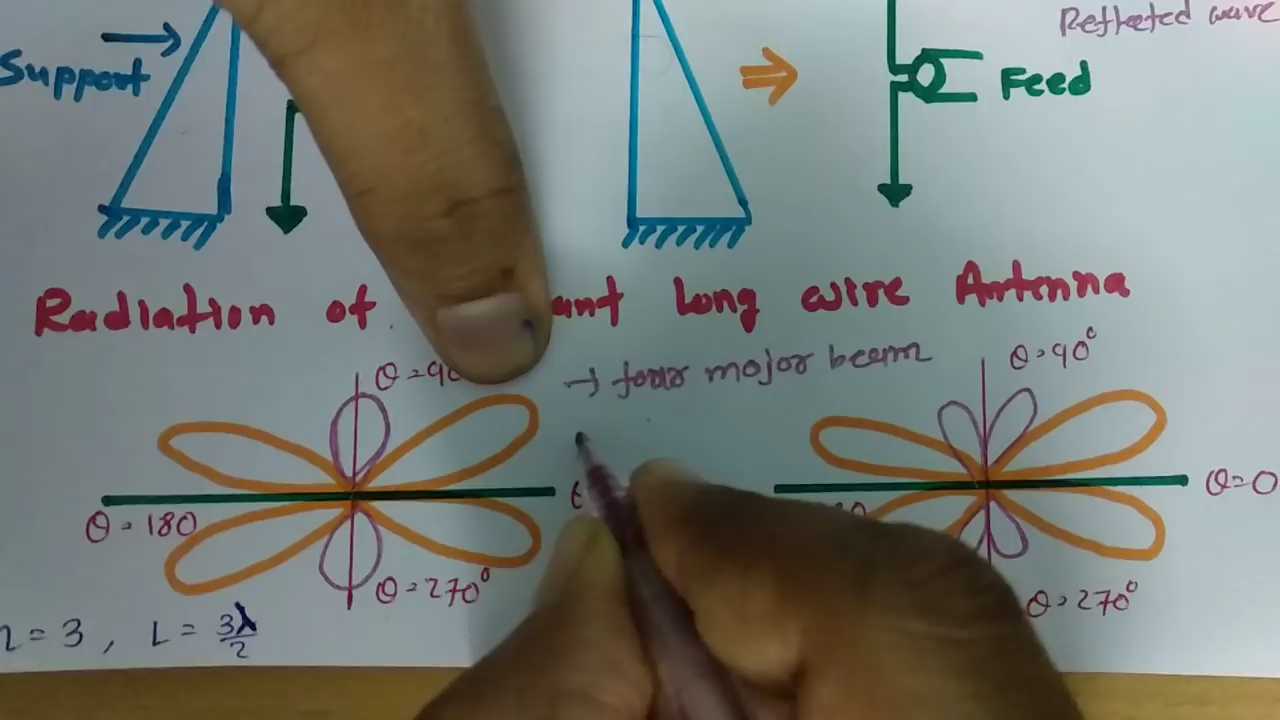 Support
Reflected wave
Feed
Radiation of ant Long wire Antenna
θ = 9
→ four major beam
θ = 90°
θ = 180
θ = 0
θ = 270°
θ = 270°
n = 3 , L = 3λ/2